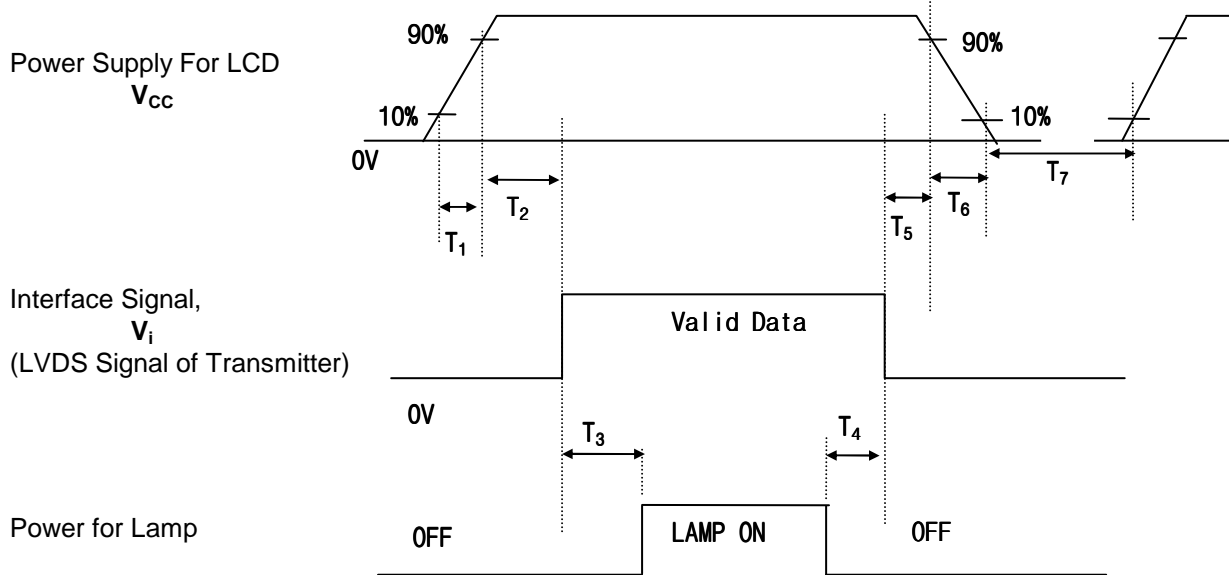 90%
90%
Power Supply For LCD
VCC
10%
10%
0V
T7
T2
T6
T5
T1
Interface Signal,
Vi
(LVDS Signal of Transmitter)
Valid Data
0V
T3
T4
Power for Lamp
OFF
LAMP ON
OFF